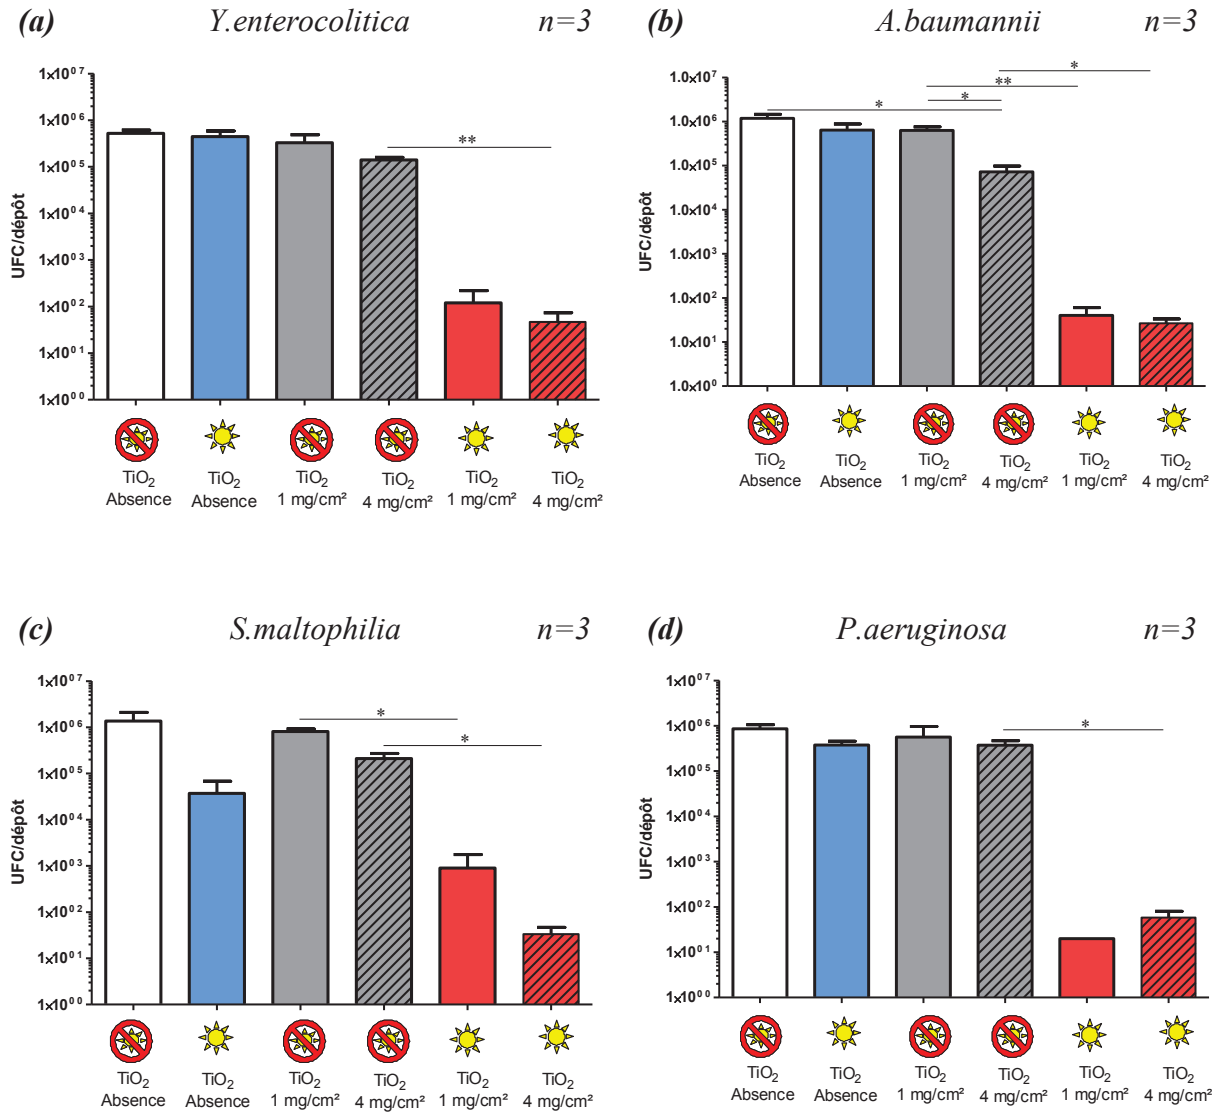 (a) Y.enterocolitica n=3
**
1x10⁰⁷
1x10⁰⁶
1x10⁰⁵
1x10⁰⁴
1x10⁰³
1x10⁰²
1x10⁰¹
1x10⁰⁰
UFC/dépôt
TiO₂ TiO₂ TiO₂ TiO₂ TiO₂ TiO₂
Absence Absence 1 mg/cm² 4 mg/cm² 1 mg/cm² 4 mg/cm²
(b) A.baumannii n=3
*
**
*
*
1.0x10⁷
1.0x10⁶
1.0x10⁵
1.0x10⁴
1.0x10³
1.0x10²
1.0x10¹
1.0x10⁰
UFC/dépôt
TiO₂ TiO₂ TiO₂ TiO₂ TiO₂ TiO₂
Absence Absence 1 mg/cm² 4 mg/cm² 1 mg/cm² 4 mg/cm²
(c) S.maltophilia n=3
*
*
1x10⁰⁷
1x10⁰⁶
1x10⁰⁵
1x10⁰⁴
1x10⁰³
1x10⁰²
1x10⁰¹
1x10⁰⁰
UFC/dépôt
TiO₂ TiO₂ TiO₂ TiO₂ TiO₂ TiO₂
Absence Absence 1 mg/cm² 4 mg/cm² 1 mg/cm² 4 mg/cm²
(d) P.aeruginosa n=3
*
1x10⁰⁷
1x10⁰⁶
1x10⁰⁵
1x10⁰⁴
1x10⁰³
1x10⁰²
1x10⁰¹
1x10⁰⁰
UFC/dépôt
TiO₂ TiO₂ TiO₂ TiO₂ TiO₂ TiO₂
Absence Absence 1 mg/cm² 4 mg/cm² 1 mg/cm² 4 mg/cm²